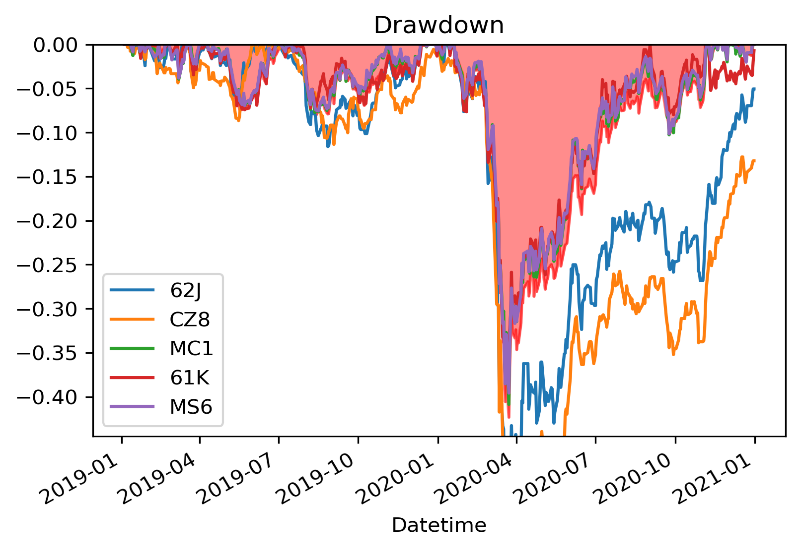 Drawdown
0.00
−0.05
−0.10
−0.15
−0.20
−0.25
−0.30
−0.35
−0.40
62J
CZ8
MC1
61K
MS6
2019-01
2019-04
2019-07
2019-10
2020-01
2020-04
2020-07
2020-10
2021-01
Datetime